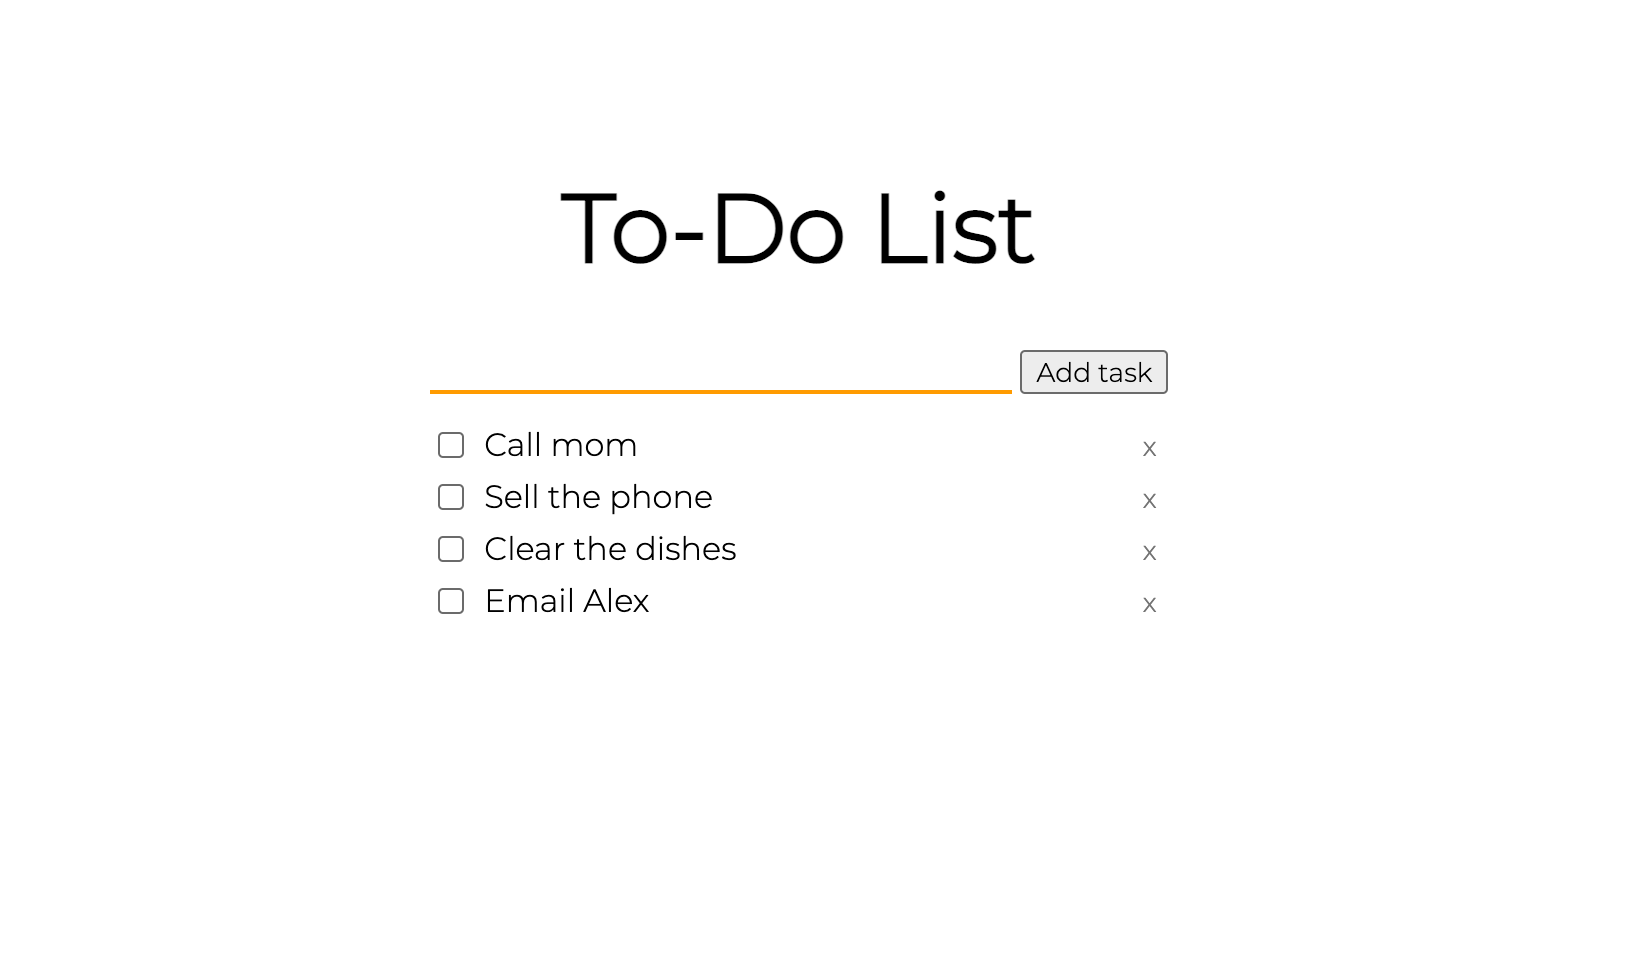 To-Do List
Add task
Call mom x
Sell the phone x
Clear the dishes x
Email Alex x